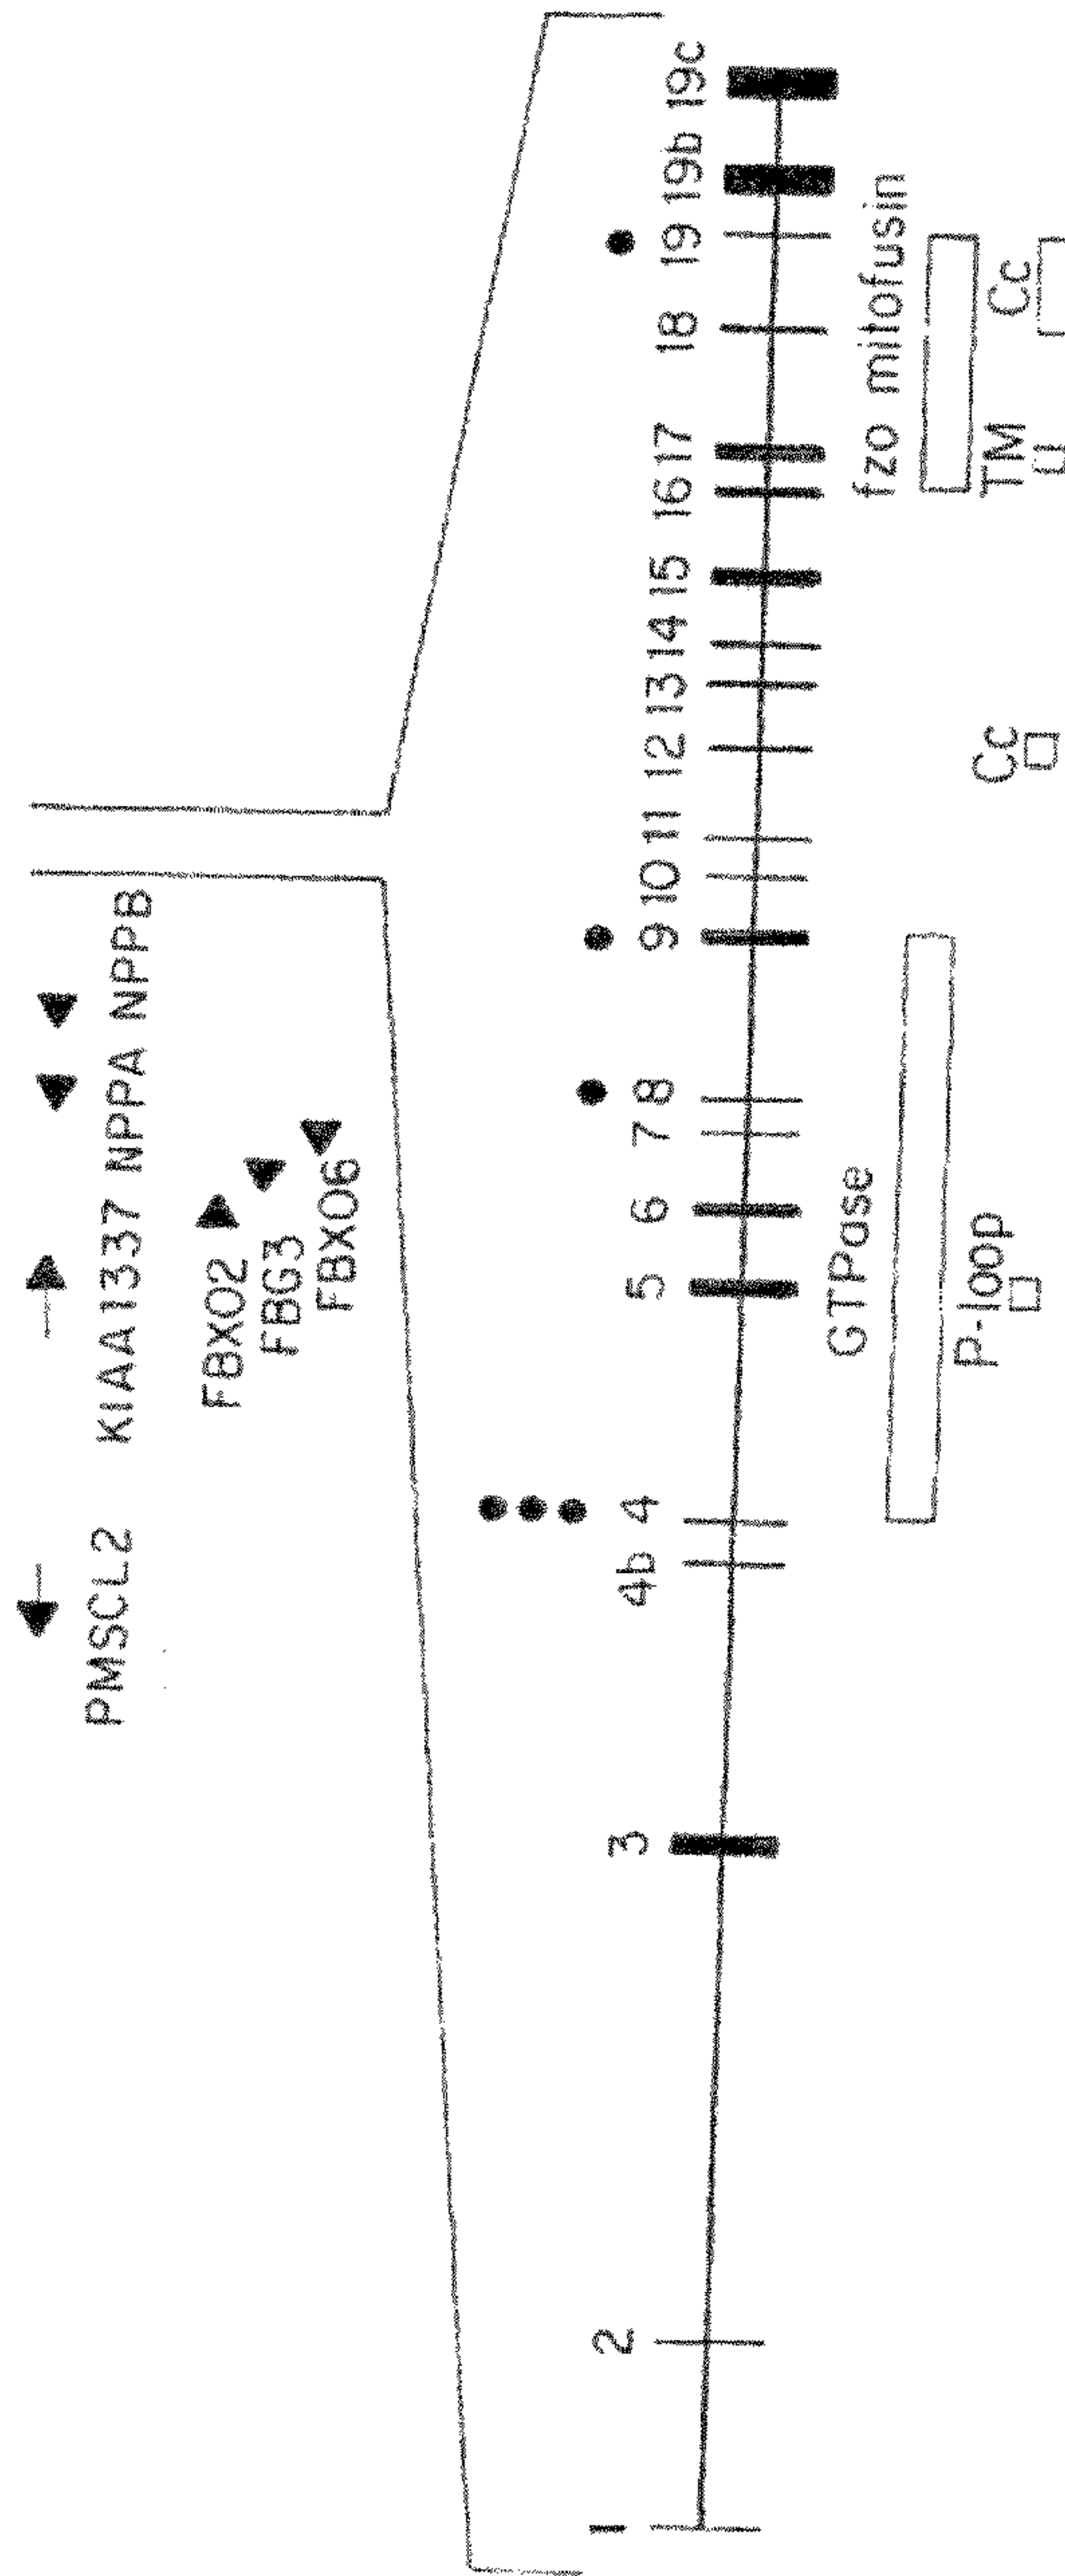 PMSCL2 KIAA1337 NPPA NPPB
FBXO2
FBG3
FBXO6
1 2 3 4b 4 5 6 7 8 9 10 11 12 13 14 15 16 17 18 19 19b 19c
GTPase fzo mitofusin
P-loop Cc TM Cc